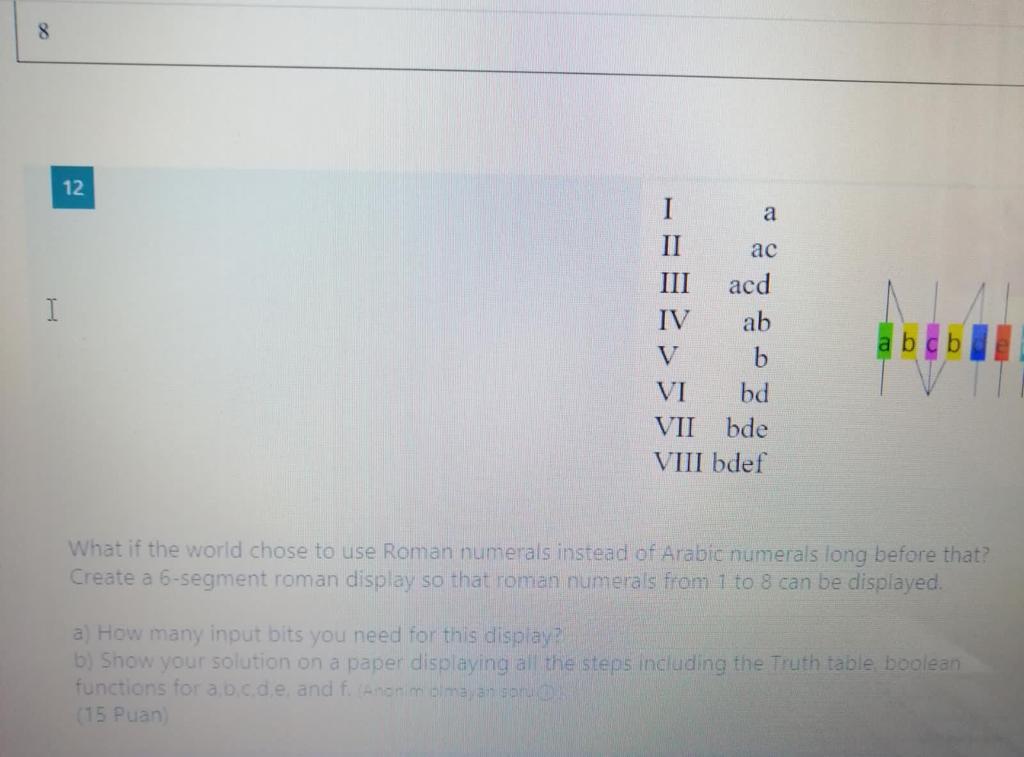 8
12
I a
II ac
III acd
IV ab
V b
VI bd
VII bde
VIII bdef
a b c b d e
What if the world chose to use Roman numerals instead of Arabic numerals long before that?
Create a 6-segment roman display so that roman numerals from 1 to 8 can be displayed.
a) How many input bits you need for this display?
b) Show your solution on a paper displaying all the steps including the Truth table, boolean
functions for a,b,c,d,e, and f. (Anonim olmayan soru
(15 Puan)